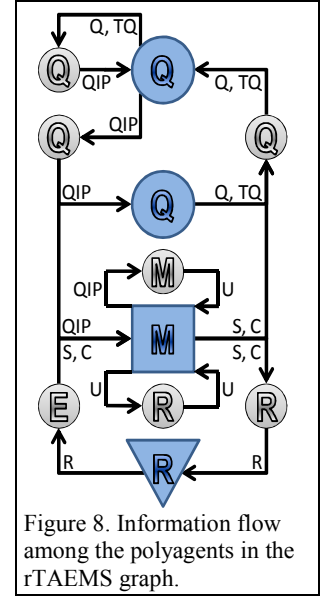 Q, TQ
Q
QIP
Q
Q, TQ
Q
QIP
Q
QIP
Q
Q, TQ
M
QIP
U
QIP
M
S, C
S, C
S, C
U
U
E
R
R
R
R
R
Figure 8. Information flow
among the polyagents in the
rTAEMS graph.